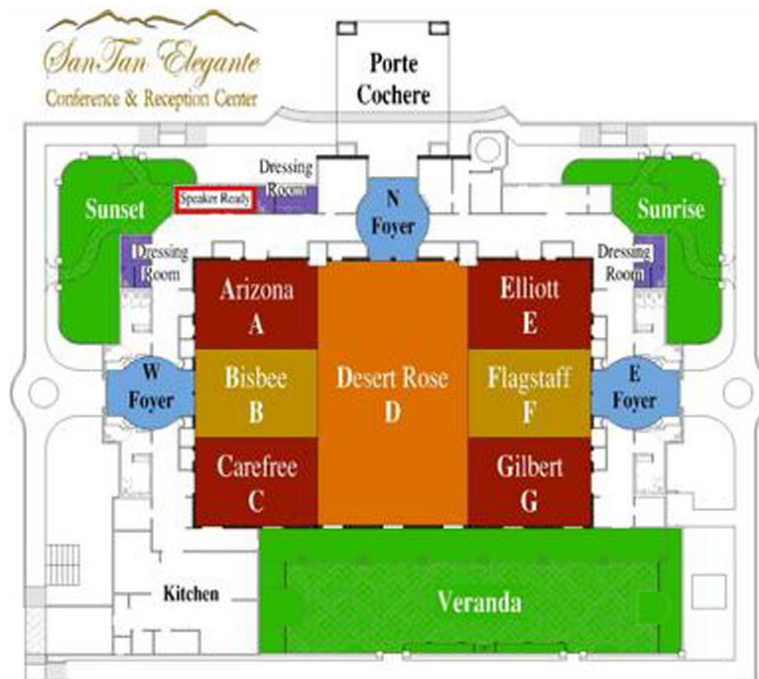 SanTan Elegante
Conference & Reception Center
Porte
Cochere
Dressing
Room
Speaker Ready
Sunset
N
Foyer
Sunrise
Dressing
Room
Dressing
Room
Arizona
A
Elliott
E
W
Foyer
Bisbee
B
Desert Rose
D
Flagstaff
F
E
Foyer
Carefree
C
Gilbert
G
Kitchen
Veranda